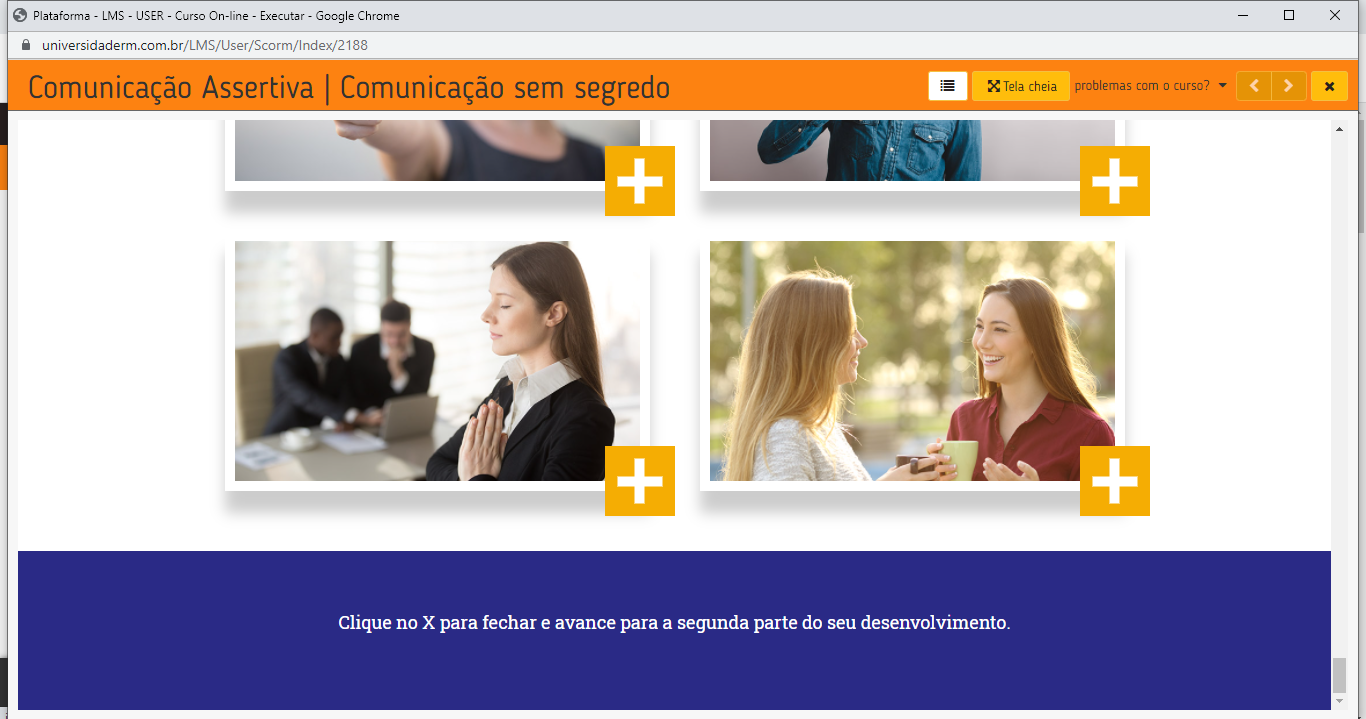 Plataforma - LMS - USER - Curso On-line - Executar - Google Chrome
universidaderm.com.br/LMS/User/Scorm/Index/2188
Comunicação Assertiva | Comunicação sem segredo
Tela cheia
problemas com o curso?
Clique no X para fechar e avance para a segunda parte do seu desenvolvimento.